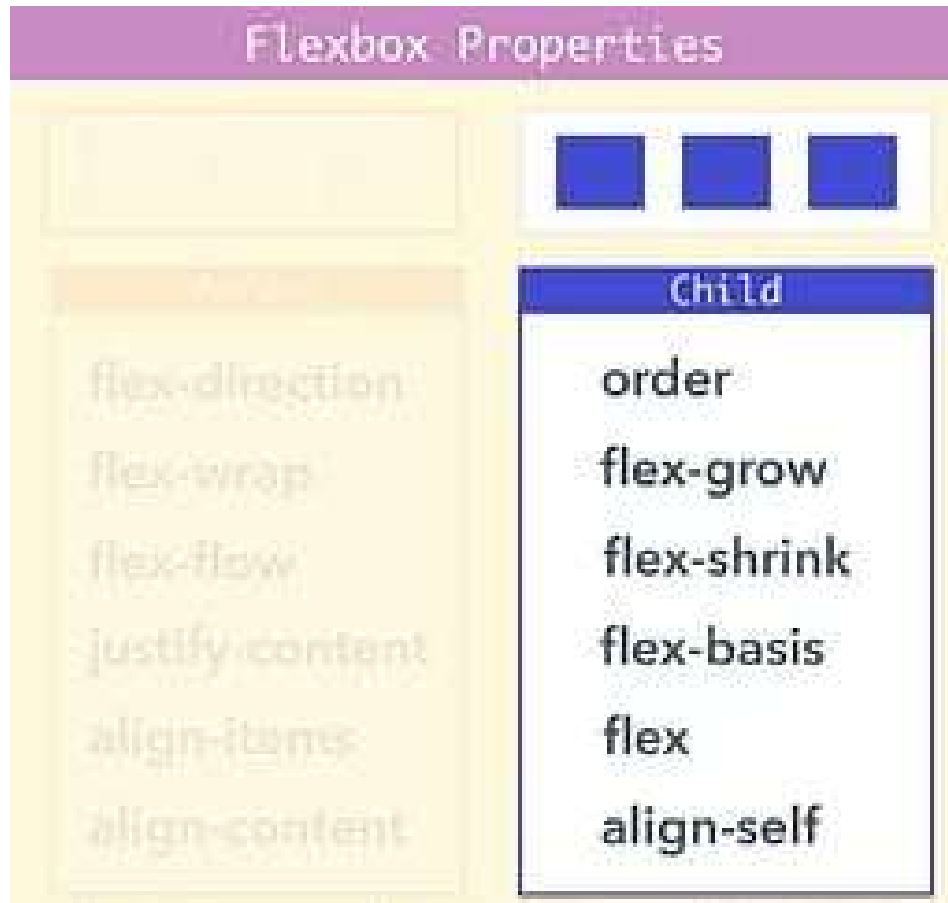 Flexbox Properties
flex-direction
flex-wrap
flex-flow
justify-content
align-items
align-content
Child
order
flex-grow
flex-shrink
flex-basis
flex
align-self